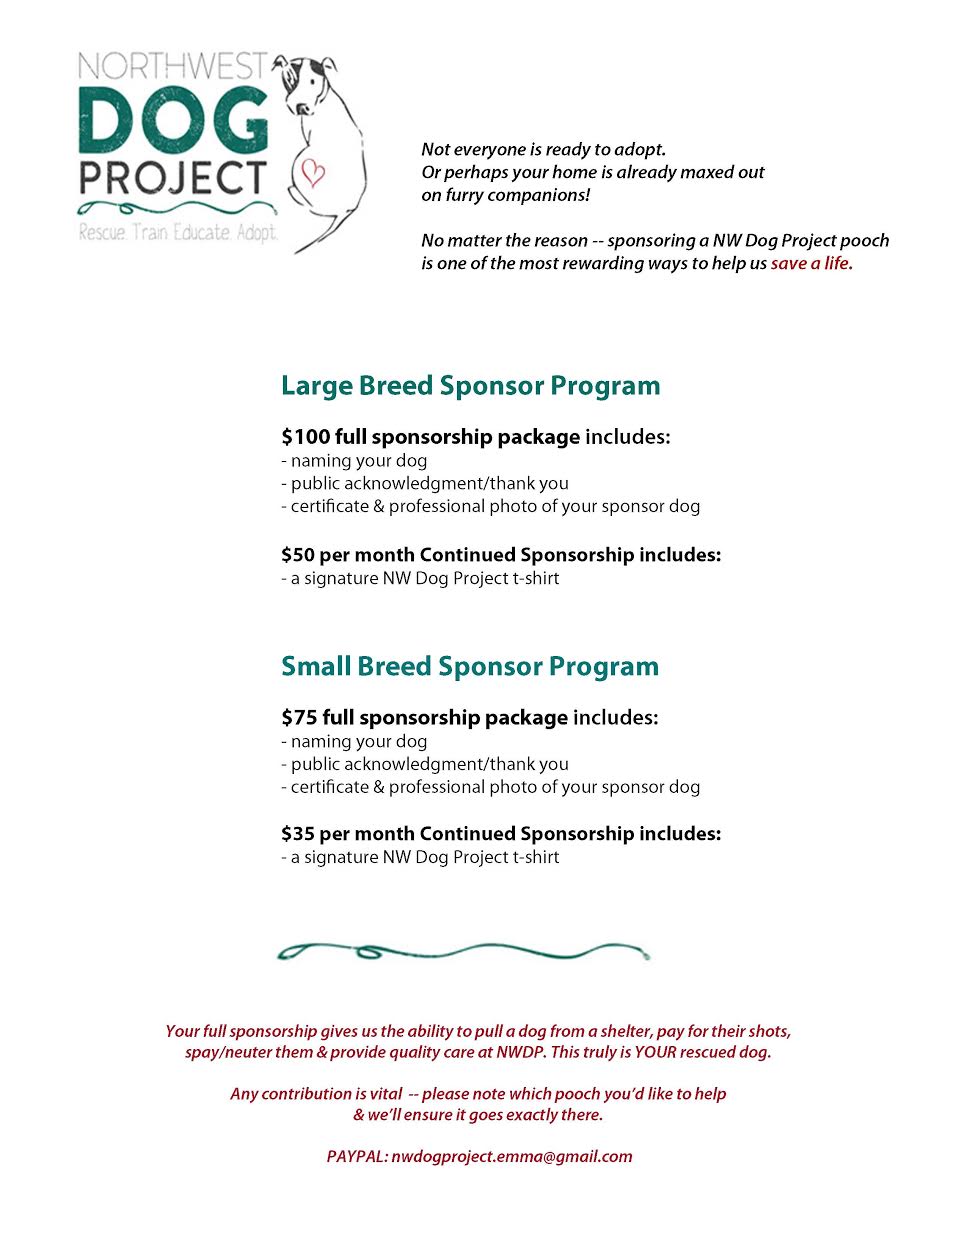 NORTHWEST
DOG
PROJECT
Rescue. Train. Educate. Adopt.
Not everyone is ready to adopt.
Or perhaps your home is already maxed out
on furry companions!
No matter the reason -- sponsoring a NW Dog Project pooch
is one of the most rewarding ways to help us save a life.
Large Breed Sponsor Program
$100 full sponsorship package includes:
- naming your dog
- public acknowledgment/thank you
- certificate & professional photo of your sponsor dog
$50 per month Continued Sponsorship includes:
- a signature NW Dog Project t-shirt
Small Breed Sponsor Program
$75 full sponsorship package includes:
- naming your dog
- public acknowledgment/thank you
- certificate & professional photo of your sponsor dog
$35 per month Continued Sponsorship includes:
- a signature NW Dog Project t-shirt
Your full sponsorship gives us the ability to pull a dog from a shelter, pay for their shots,
spay/neuter them & provide quality care at NWDP. This truly is YOUR rescued dog.
Any contribution is vital -- please note which pooch you'd like to help
& we'll ensure it goes exactly there.
PAYPAL: nwdogproject.emma@gmail.com